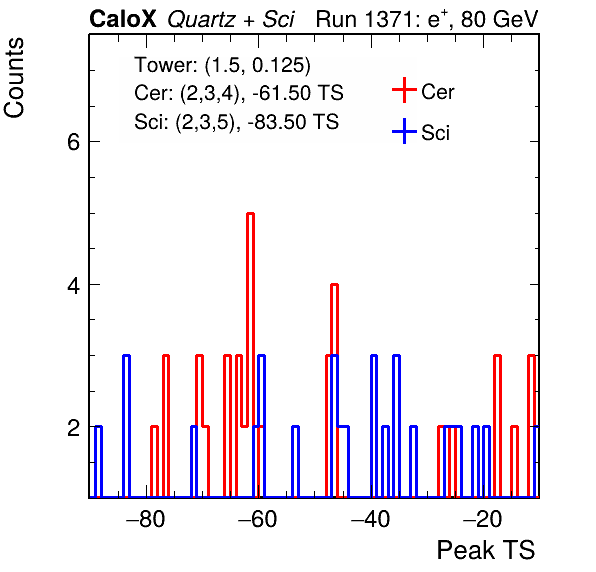 CaloX Quartz + Sci Run 1371: e⁺, 80 GeV
Counts
Tower: (1.5, 0.125)
Cer: (2,3,4), -61.50 TS
Sci: (2,3,5), -83.50 TS
Cer
Sci
6
4
2
−80 −60 −40 −20
Peak TS